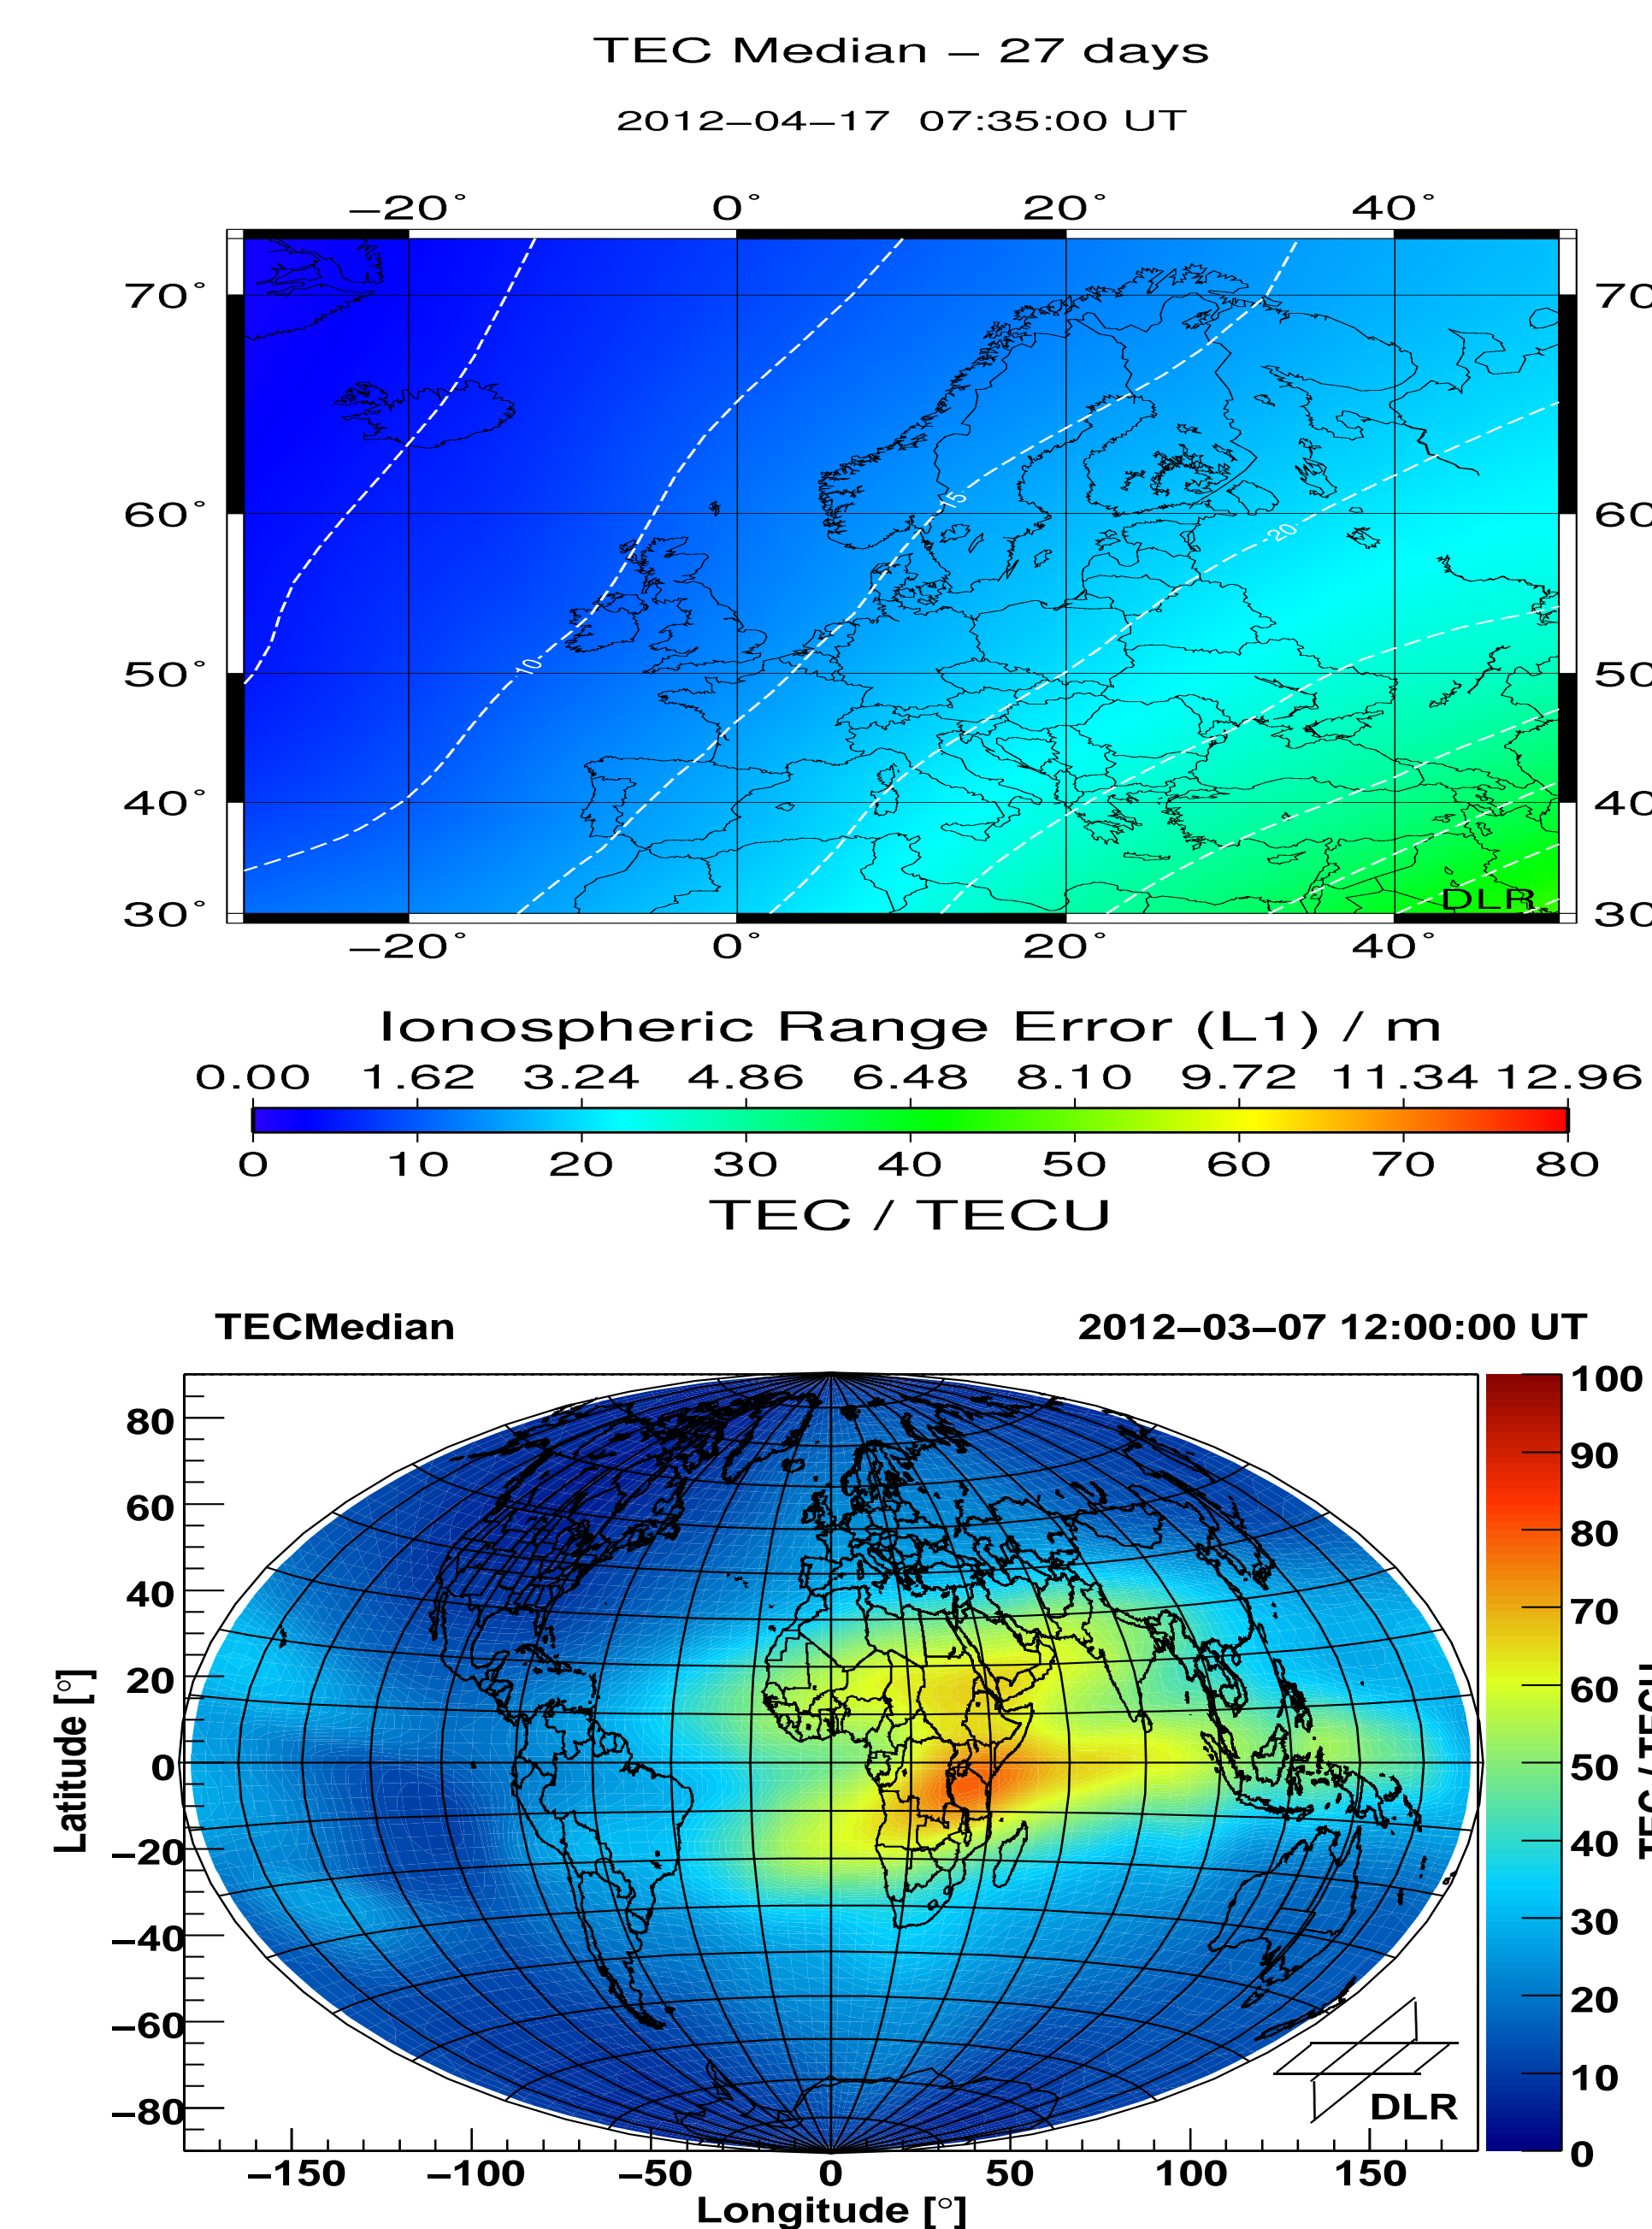 TEC Median – 27 days
2012–04–17 07:35:00 UT
–20° 0° 20° 40°
70° 70
60° 60
50° 50
40° 40
30° 30
15
20
10
DLR
–20° 0° 20° 40°
Ionospheric Range Error (L1) / m
0.00 1.62 3.24 4.86 6.48 8.10 9.72 11.34 12.96
0 10 20 30 40 50 60 70 80
TEC / TECU
TECMedian 2012–03–07 12:00:00 UT
Latitude [°]
80
60
40
20
0
–20
–40
–60
–80
100
90
80
70
60
50
40
30
20
10
0
TEC / TECU
DLR
–150 –100 –50 0 50 100 150
Longitude [°]